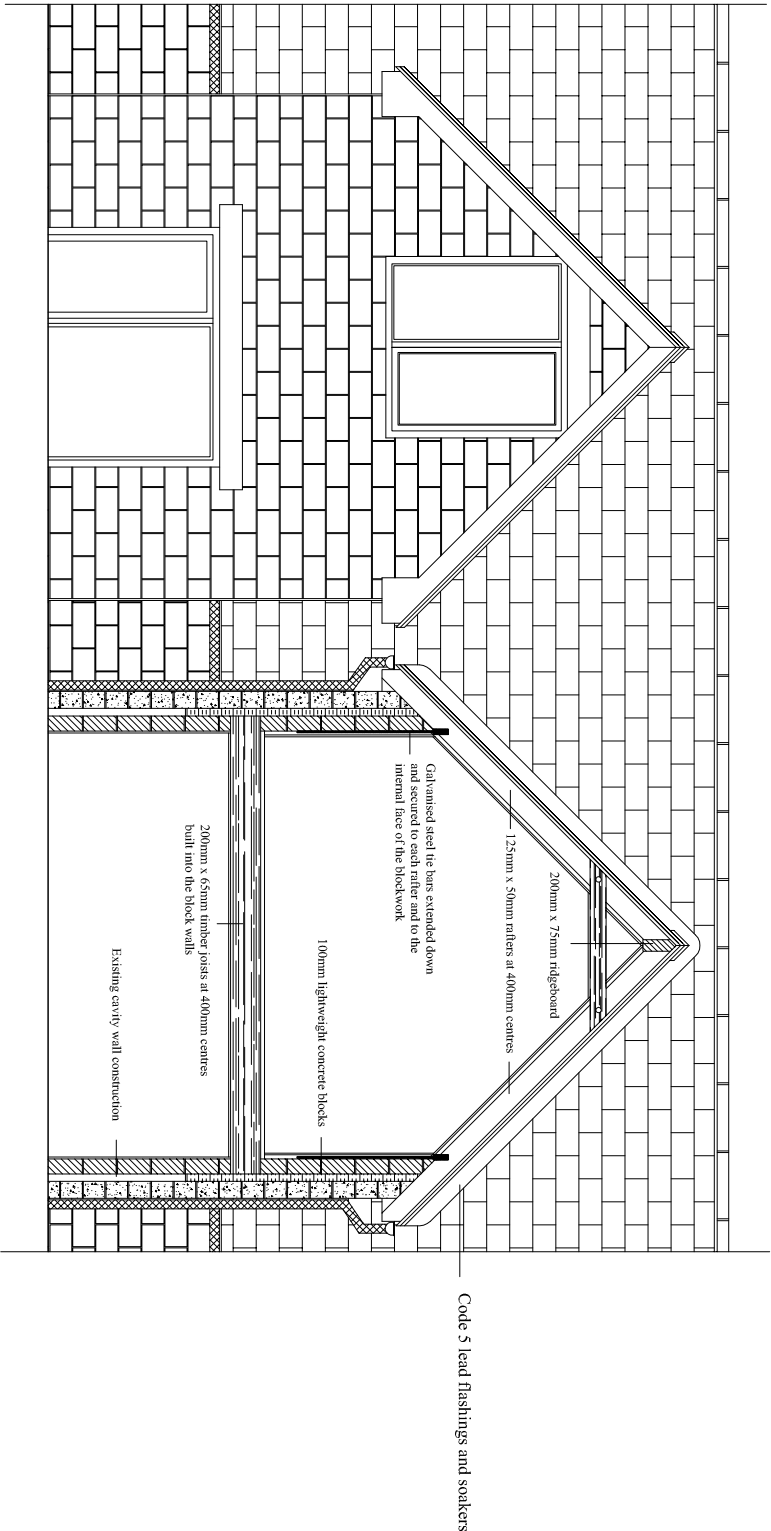 Code 5 lead flashings and soakers
200mm x 75mm ridgeboard
125mm x 50mm rafters at 400mm centres
Galvanised steel tie bars extended down
and secured to each rafter and to the
internal face of the blockwork
100mm lightweight concrete blocks
200mm x 65mm timber joists at 400mm centres
built into the block walls
Existing cavity wall construction